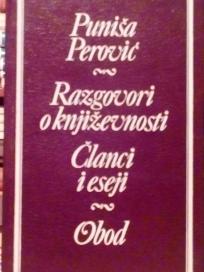 Puniša
Perović
Razgovori
o književnosti
Članci
i eseji
Obod